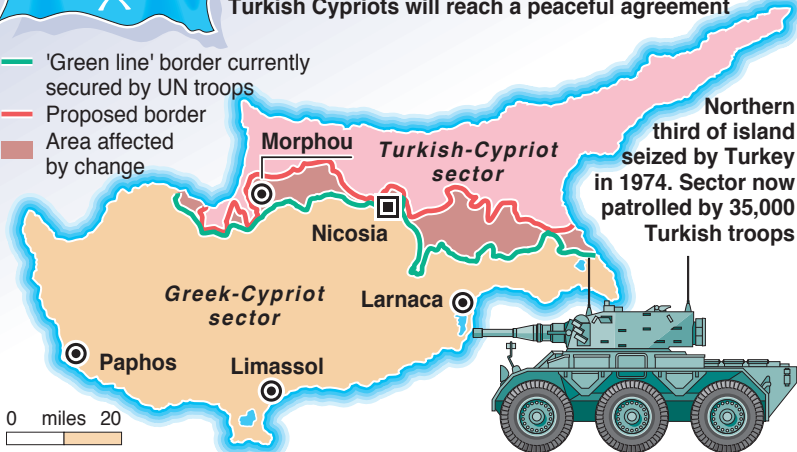 Turkish Cypriots will reach a peaceful agreement
'Green line' border currently
secured by UN troops
Proposed border
Area affected
by change
Morphou
Turkish-Cypriot
sector
Northern
third of island
seized by Turkey
in 1974. Sector now
patrolled by 35,000
Turkish troops
Nicosia
Greek-Cypriot
sector
Larnaca
Paphos
Limassol
0 miles 20